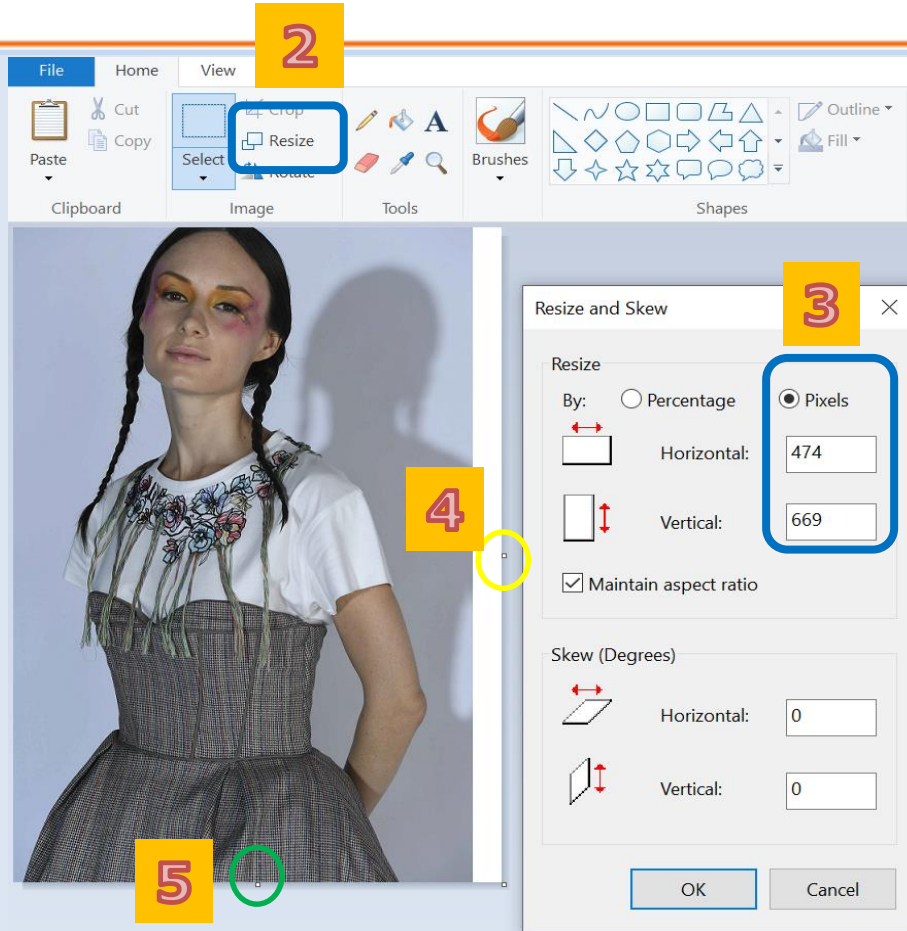 2
File Home View
Cut
Copy
Paste
Clipboard
Select
Crop
Resize
Rotate
Image
A
Tools
Brushes
Outline
Fill
Shapes
3
Resize and Skew
Resize
By: Percentage Pixels
Horizontal: 474
4
Vertical: 669
Maintain aspect ratio
Skew (Degrees)
Horizontal: 0
Vertical: 0
5
OK Cancel